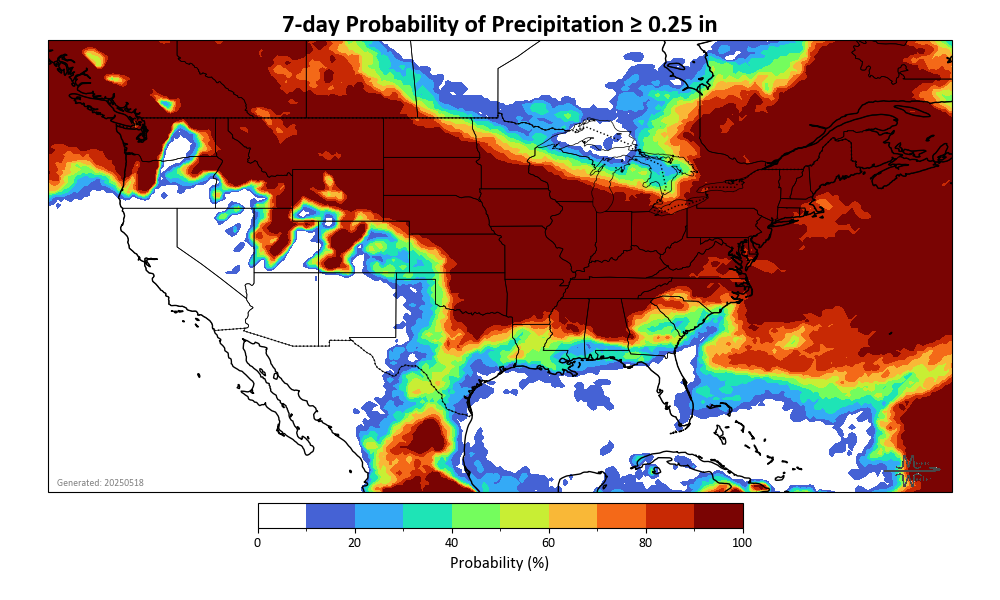 7-day Probability of Precipitation ≥ 0.25 in
Generated: 20250518
0 20 40 60 80 100
Probability (%)